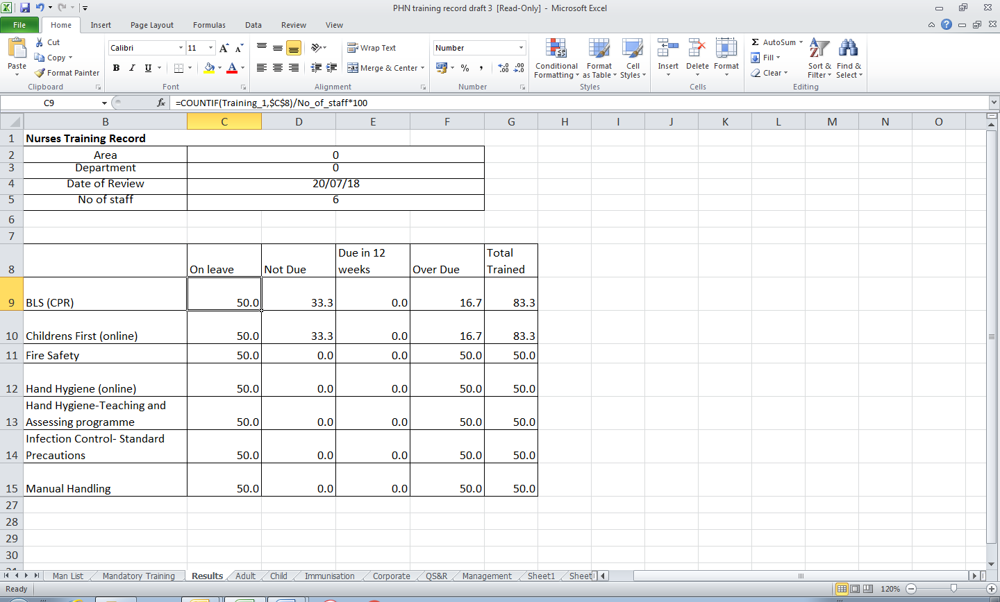 PHN training record draft 3 [Read-Only] - Microsoft Excel
File Home Insert Page Layout Formulas Data Review View
Paste
Cut
Copy
Format Painter
Clipboard
Calibri 11
B I U
Font
Wrap Text
Merge & Center
Alignment
Number
% ,
Number
Conditional Formatting
Format as Table
Cell Styles
Styles
Insert Delete Format
Cells
Σ AutoSum
Fill
Clear
Sort & Filter
Find & Select
Editing
C9 fx =COUNTIF(Training_1,$C$8)/No_of_staff*100
B C D E F G H I J K L M N O
1 Nurses Training Record
2 Area 0
3 Department 0
4 Date of Review 20/07/18
5 No of staff 6
6
7
8 On leave Not Due Due in 12 weeks Over Due Total Trained
9 BLS (CPR) 50.0 33.3 0.0 16.7 83.3
10 Childrens First (online) 50.0 33.3 0.0 16.7 83.3
11 Fire Safety 50.0 0.0 0.0 50.0 50.0
12 Hand Hygiene (online) 50.0 0.0 0.0 50.0 50.0
13 Hand Hygiene-Teaching and Assessing programme 50.0 0.0 0.0 50.0 50.0
14 Infection Control- Standard Precautions 50.0 0.0 0.0 50.0 50.0
15 Manual Handling 50.0 0.0 0.0 50.0 50.0
27
28
29
30
Man List Mandatory Training Results Adult Child Immunisation Corporate QS&R Management Sheet1 Sheet
Ready 120%